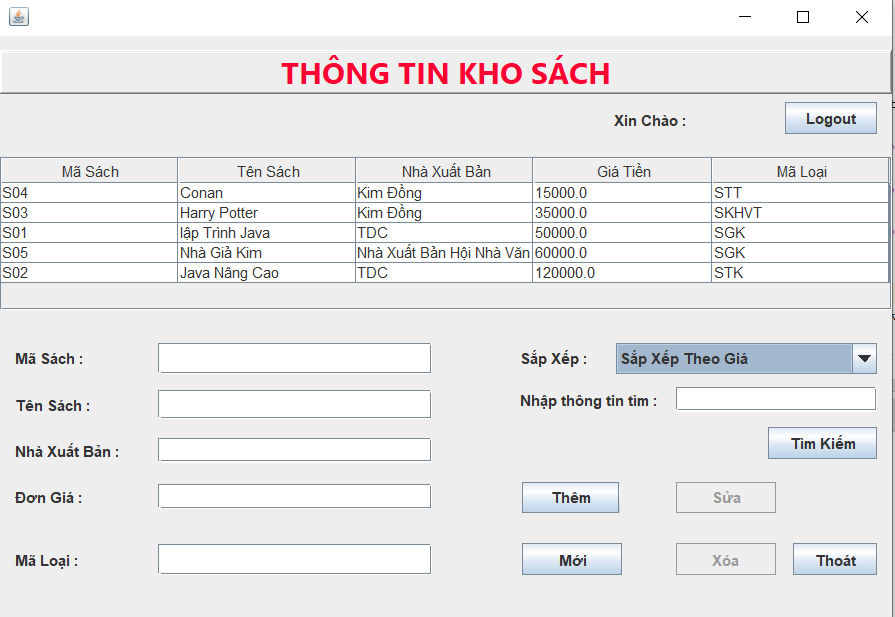 THÔNG TIN KHO SÁCH
Xin Chào :
Logout
Mã Sách Tên Sách Nhà Xuất Bản Giá Tiền Mã Loại
S04 Conan Kim Đồng 15000.0 STT
S03 Harry Potter Kim Đồng 35000.0 SKHVT
S01 lập Trình Java TDC 50000.0 SGK
S05 Nhà Giả Kim Nhà Xuất Bản Hội Nhà Văn 60000.0 SGK
S02 Java Nâng Cao TDC 120000.0 STK
Mã Sách :
Sắp Xếp : Sắp Xếp Theo Giá
Tên Sách :
Nhập thông tin tìm :
Nhà Xuất Bản :
Tìm Kiếm
Đơn Giá :
Thêm Sửa
Mã Loại :
Mới Xóa Thoát